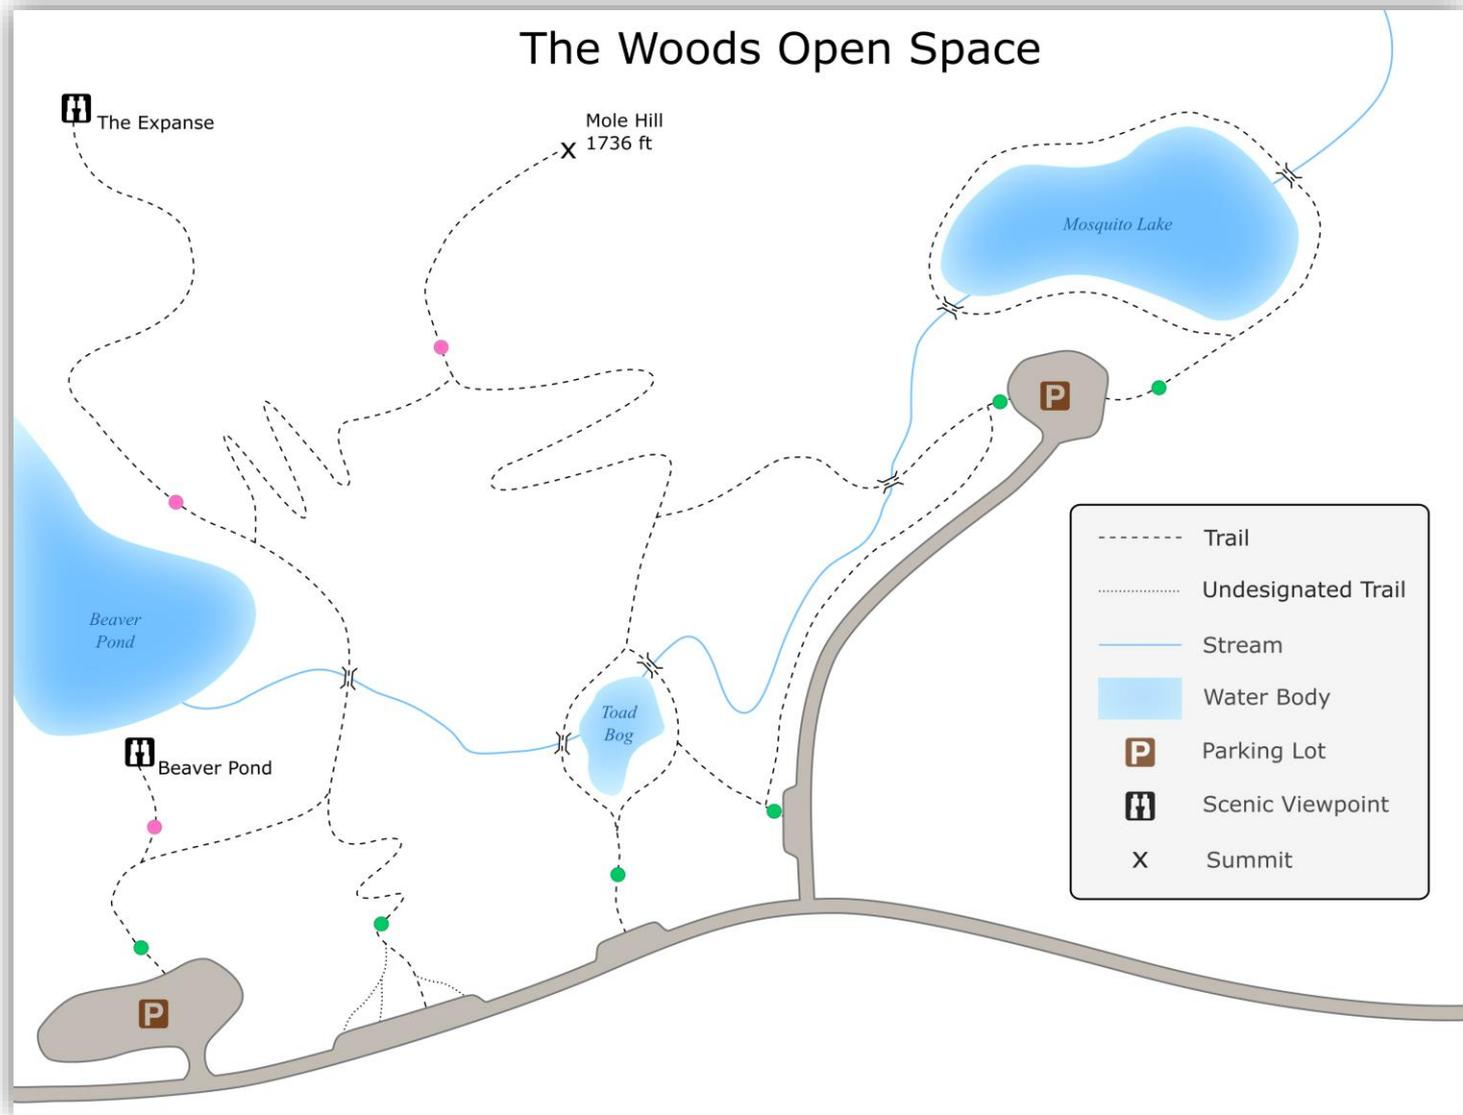 The Woods Open Space
The Expanse
Mole Hill
1736 ft
X
Mosquito Lake
P
Trail
Undesignated Trail
Stream
Water Body
P
Parking Lot
Scenic Viewpoint
X
Summit
Beaver
Pond
Toad
Bog
Beaver Pond
P